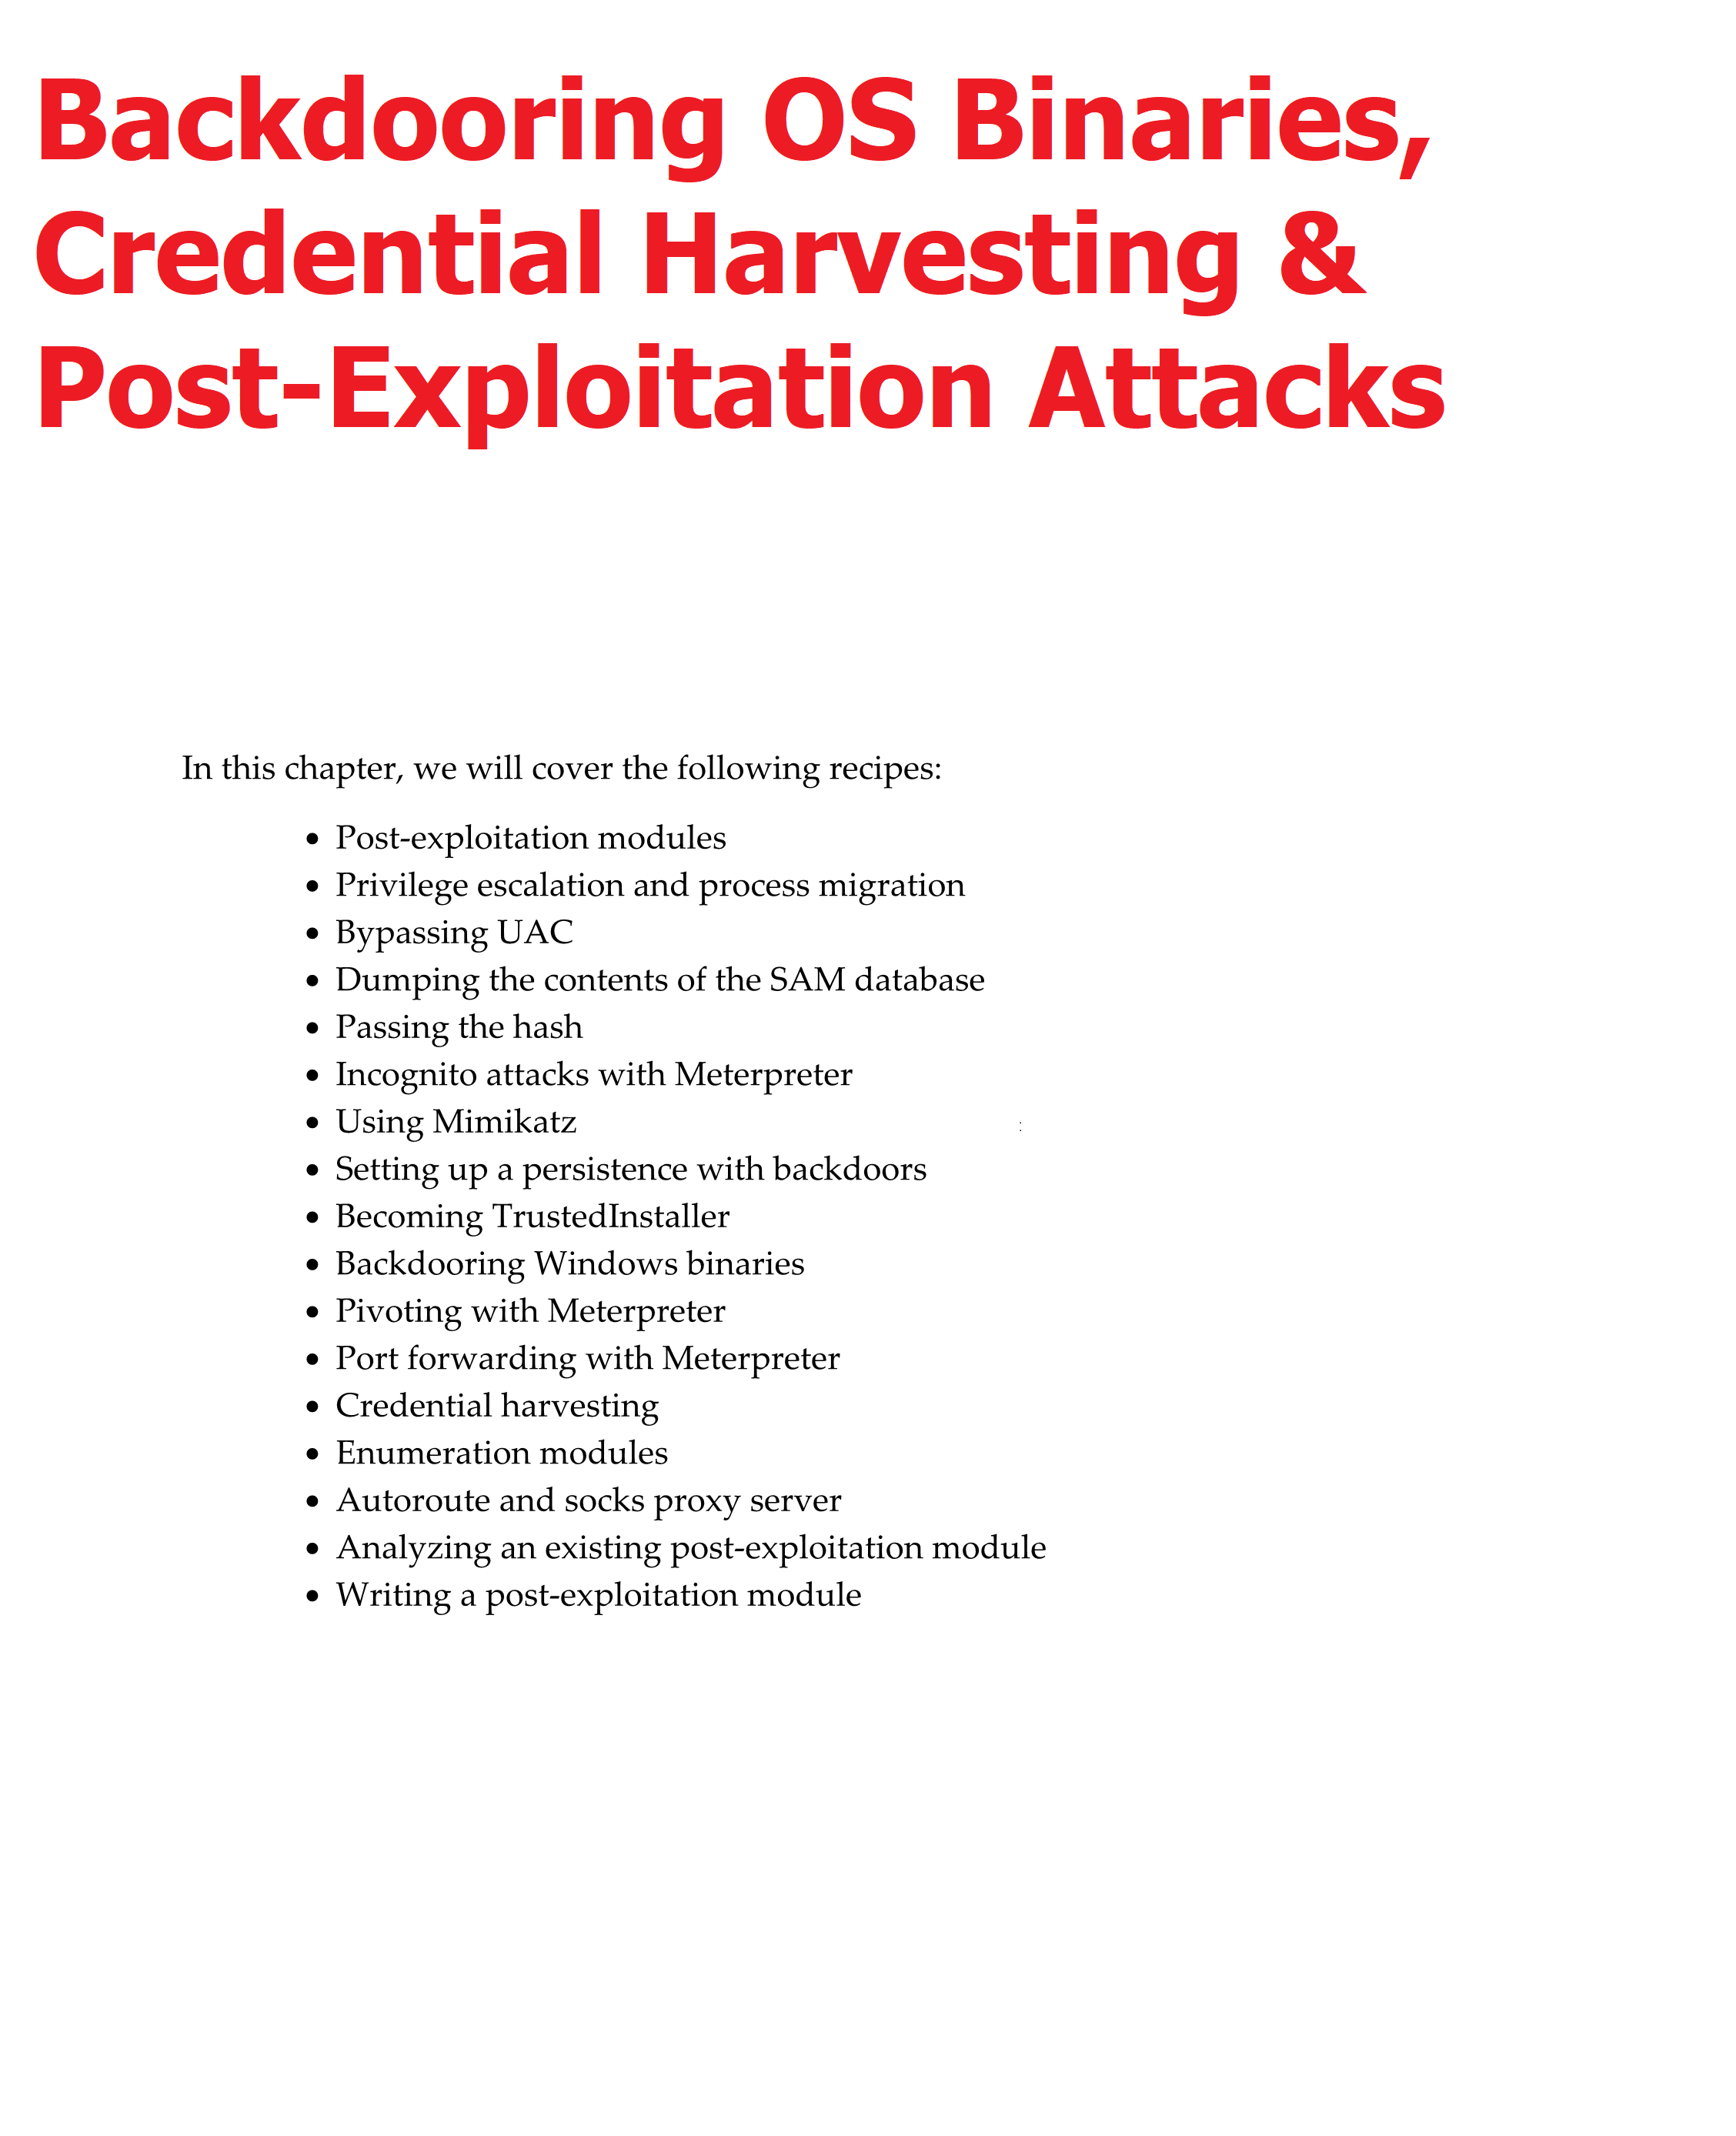 Backdooring OS Binaries,
Credential Harvesting &
Post-Exploitation Attacks
In this chapter, we will cover the following recipes:
• Post-exploitation modules
• Privilege escalation and process migration
• Bypassing UAC
• Dumping the contents of the SAM database
• Passing the hash
• Incognito attacks with Meterpreter
• Using Mimikatz
• Setting up a persistence with backdoors
• Becoming TrustedInstaller
• Backdooring Windows binaries
• Pivoting with Meterpreter
• Port forwarding with Meterpreter
• Credential harvesting
• Enumeration modules
• Autoroute and socks proxy server
• Analyzing an existing post-exploitation module
• Writing a post-exploitation module